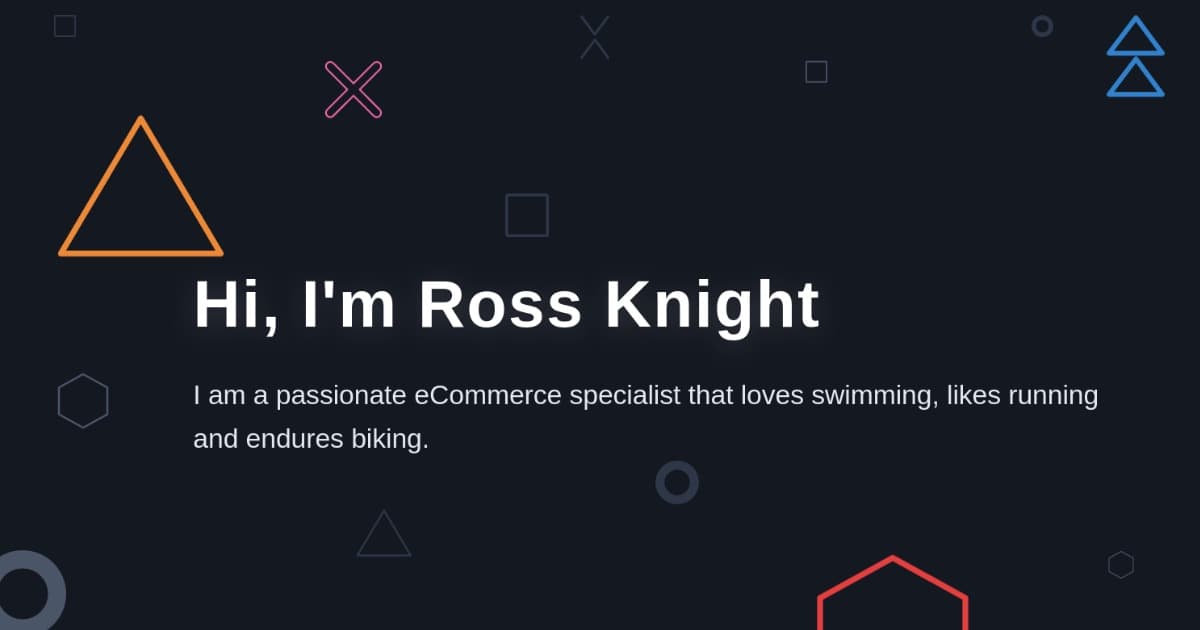 Hi, I'm Ross Knight
I am a passionate eCommerce specialist that loves swimming, likes running
and endures biking.